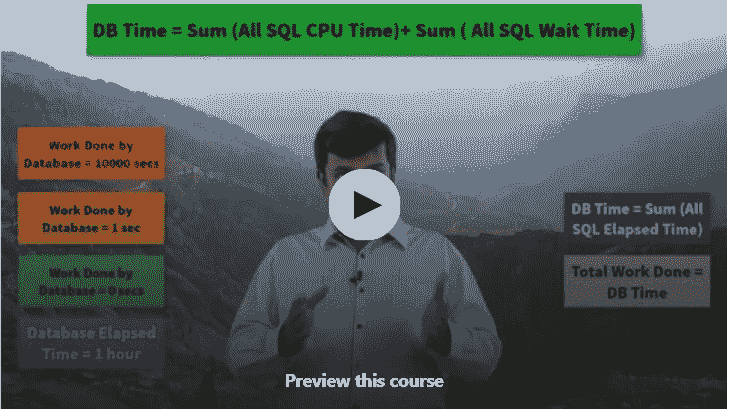 DB Time = Sum (All SQL CPU Time)+ Sum ( All SQL Wait Time)
Work Done by
Database = 10000 secs
Work Done by
Database = 1 sec
Work Done by
Database =
Database Elapsed
Time = 1 hour
DB Time = Sum (All
SQL Elapsed Time)
Total Work Done =
DB Time
Preview this course